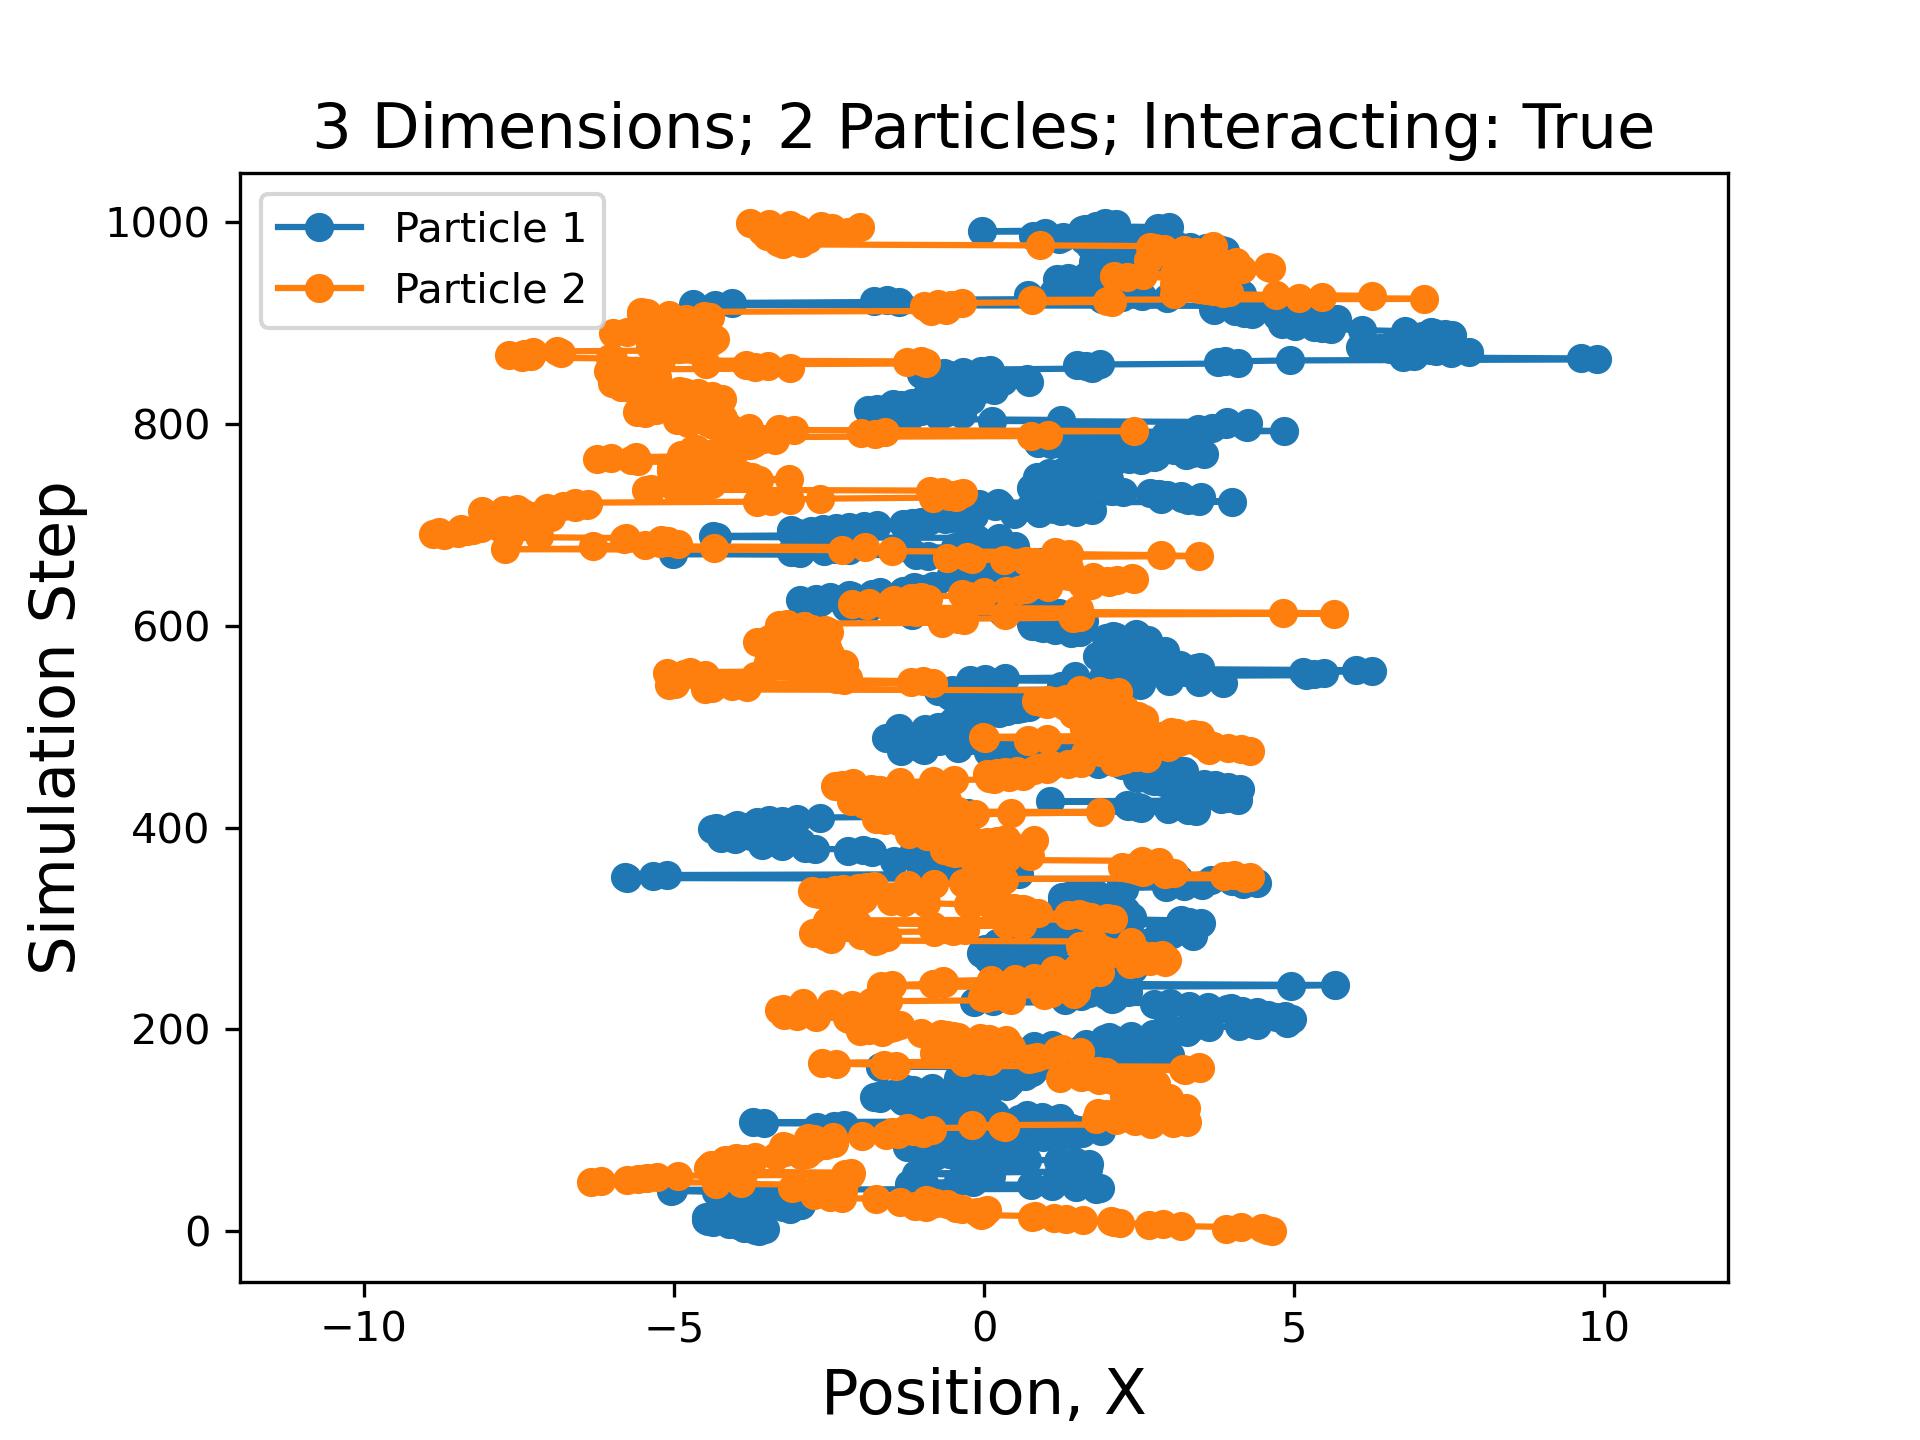 3 Dimensions; 2 Particles; Interacting: True
Particle 1
Particle 2
1000
800
600
400
200
0
Simulation Step
−10
−5
0
5
10
Position, X